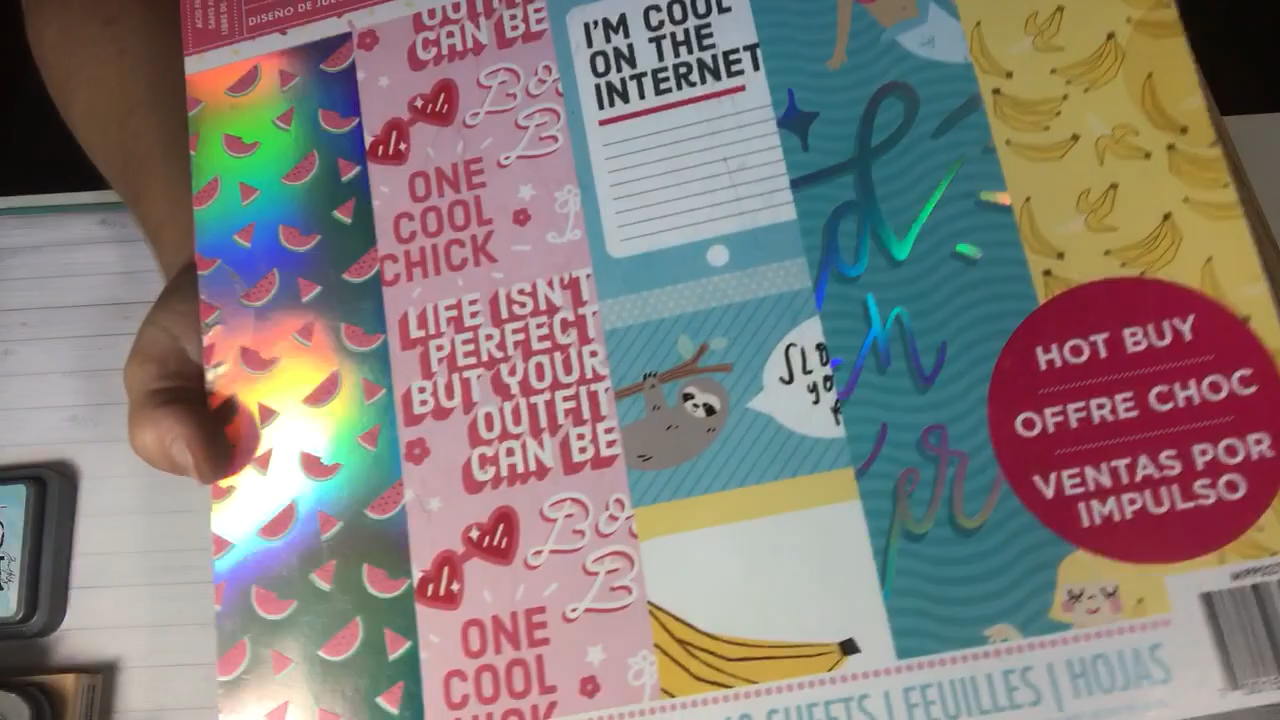 DISEÑO DE
OUTFIT
CAN BE
ONE
COOL
CHICK
LIFE ISN'T
PERFECT
BUT YOUR
OUTFIT
CAN BE
ONE
COOL
I'M COOL
ON THE
INTERNET
HOT BUY
OFFRE CHOC
VENTAS POR
IMPULSO
SHEETS | FEUILLES | HOJAS